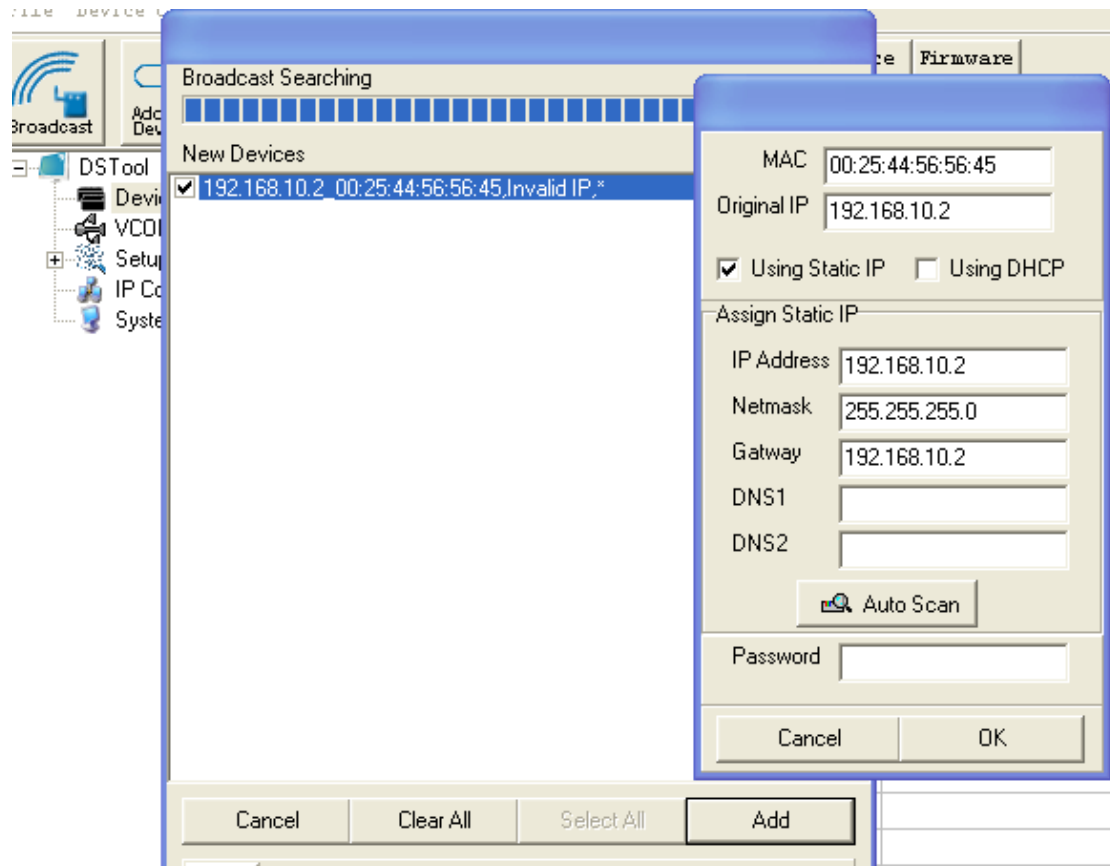 File Device
Broadcast
DSTool
Setup
Broadcast Searching
New Devices
192.168.10.2_00:25:44:56:56:45,Invalid IP,*
Cancel
Clear All
Select All
Add
Firmware
MAC 00:25:44:56:56:45
Original IP 192.168.10.2
Using Static IP Using DHCP
Assign Static IP
IP Address 192.168.10.2
Netmask 255.255.255.0
Gatway 192.168.10.2
DNS1
DNS2
Auto Scan
Password
Cancel OK